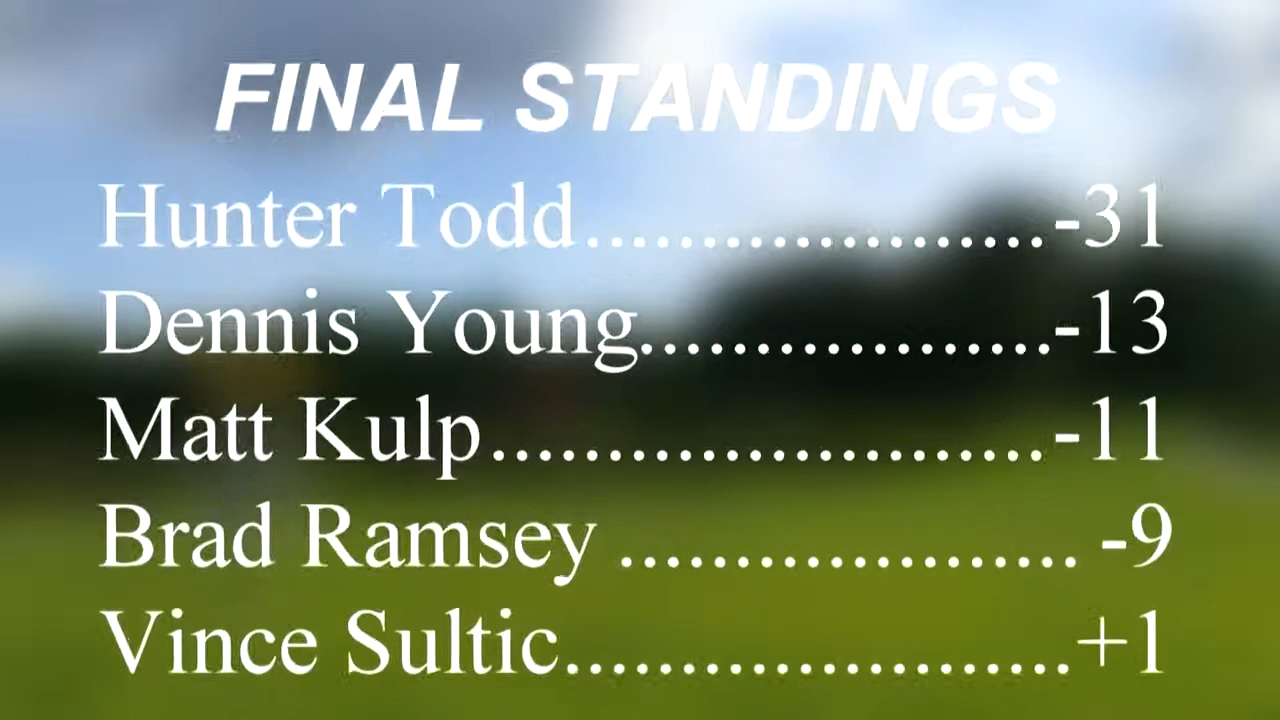 FINAL STANDINGS
Hunter Todd....................-31
Dennis Young..................-13
Matt Kulp........................-11
Brad Ramsey .................... -9
Vince Sultic......................+1